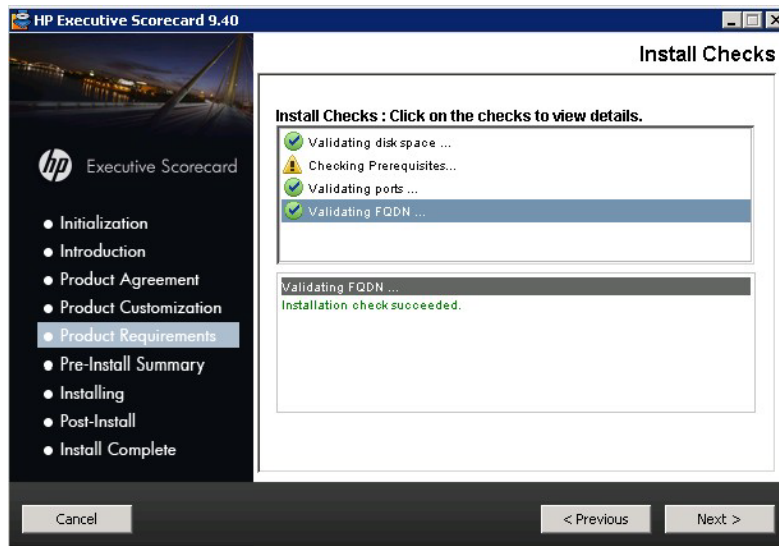 HP Executive Scorecard 9.40
Install Checks
hp Executive Scorecard
Initialization
Introduction
Product Agreement
Product Customization
Product Requirements
Pre-Install Summary
Installing
Post-Install
Install Complete
Install Checks : Click on the checks to view details.
Validating disk space ...
Checking Prerequisites...
Validating ports ...
Validating FQDN ...
Validating FQDN ...
Installation check succeeded.
Cancel
< Previous
Next >